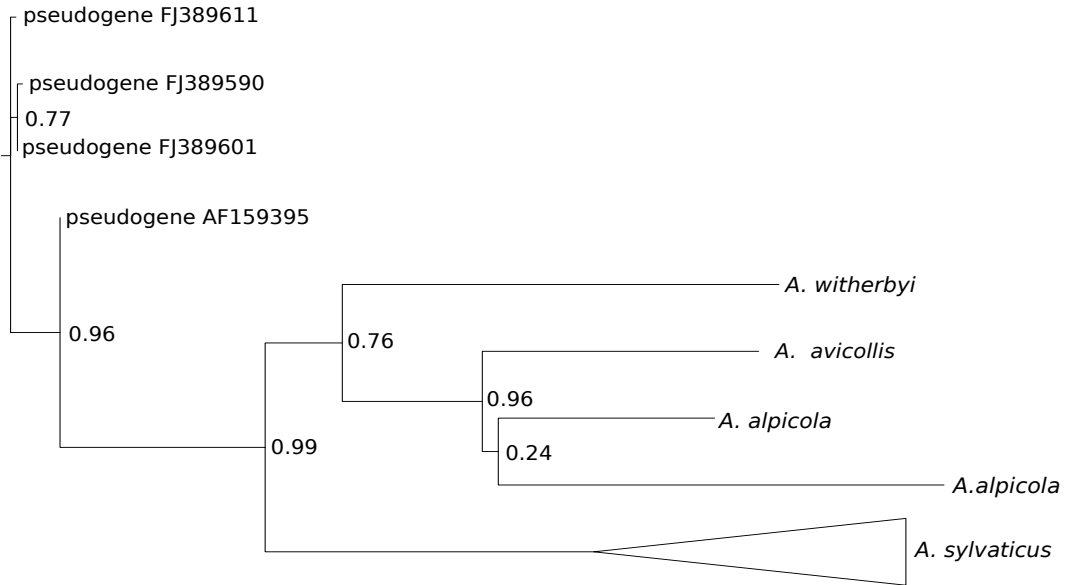 pseudogene FJ389611
pseudogene FJ389590
0.77
pseudogene FJ389601
pseudogene AF159395
A. witherbyi
0.96
0.76
A. avicollis
0.96
A. alpicola
0.99
0.24
A.alpicola
A. sylvaticus